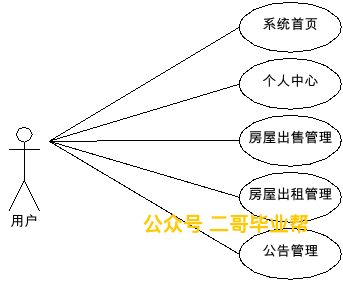 系统首页
个人中心
房屋出售管理
房屋出租管理
用户
公众号 二哥毕业帮
公告管理